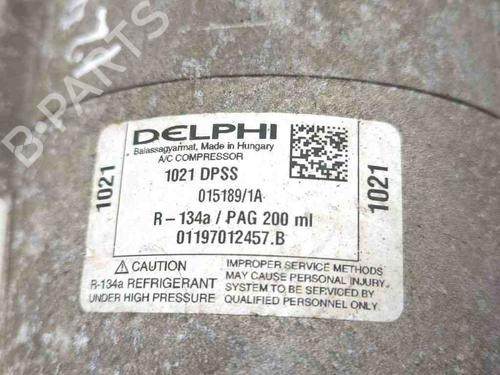 DELPHI
Balassagyarmat, Made in Hungary
A/C COMPRESSOR
1021 DPSS
015189/1A
R-134a / PAG 200 ml
01197012457.B
1021
1021
⚠ CAUTION
R-134a REFRIGERANT
UNDER HIGH PRESSURE
IMPROPER SERVICE METHODS
MAY CAUSE PERSONAL INJURY.
SYSTEM TO BE SERVICED BY
QUALIFIED PERSONNEL ONLY.
B-PARTS